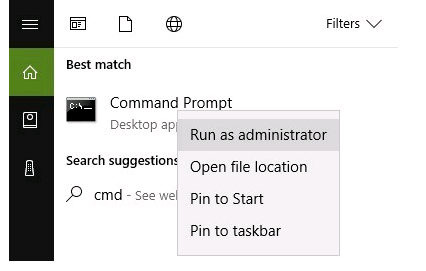 Filters
Best match
C:\_
Command Prompt
Desktop ap
Run as administrator
Search suggestions
Open file location
cmd - See wel
Pin to Start
Pin to taskbar